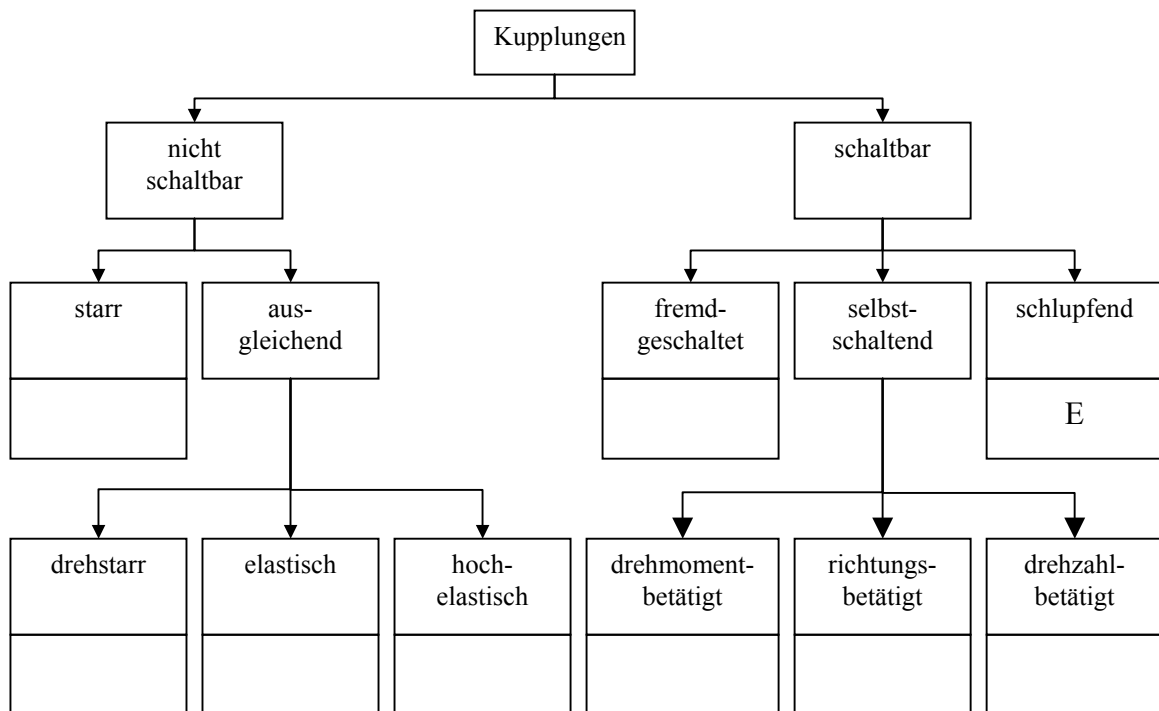 Kupplungen
nicht
schaltbar
schaltbar
starr
aus-
gleichend
fremd-
geschaltet
selbst-
schaltend
schlupfend
E
drehstarr
elastisch
hoch-
elastisch
drehmoment-
betätigt
richtungs-
betätigt
drehzahl-
betätigt